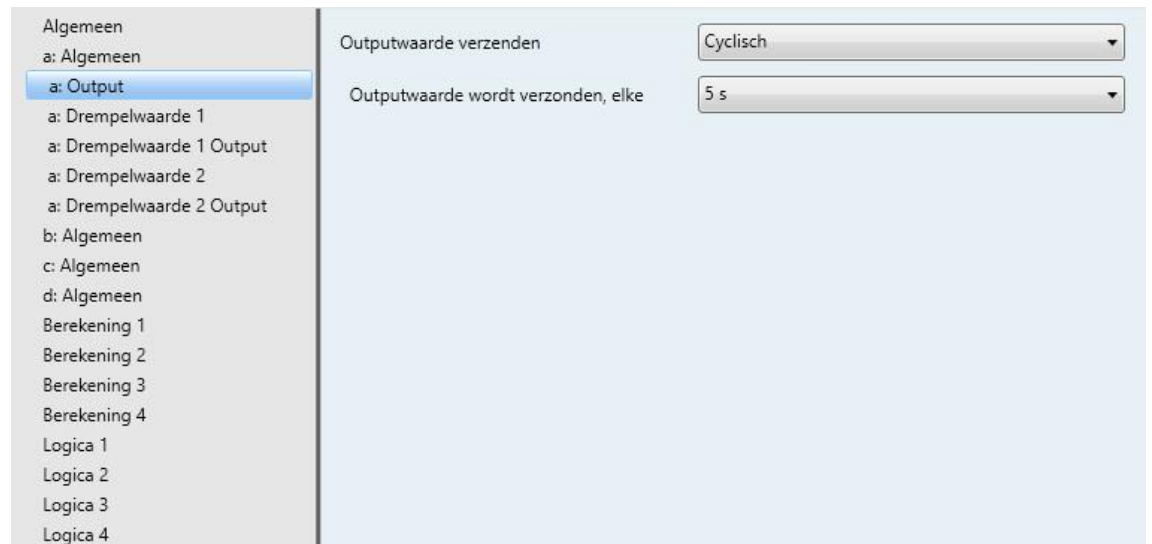 Algemeen
a: Algemeen
a: Output
a: Drempelwaarde 1
a: Drempelwaarde 1 Output
a: Drempelwaarde 2
a: Drempelwaarde 2 Output
b: Algemeen
c: Algemeen
d: Algemeen
Berekening 1
Berekening 2
Berekening 3
Berekening 4
Logica 1
Logica 2
Logica 3
Logica 4
Outputwaarde verzenden Cyclisch
Outputwaarde wordt verzonden, elke 5 s